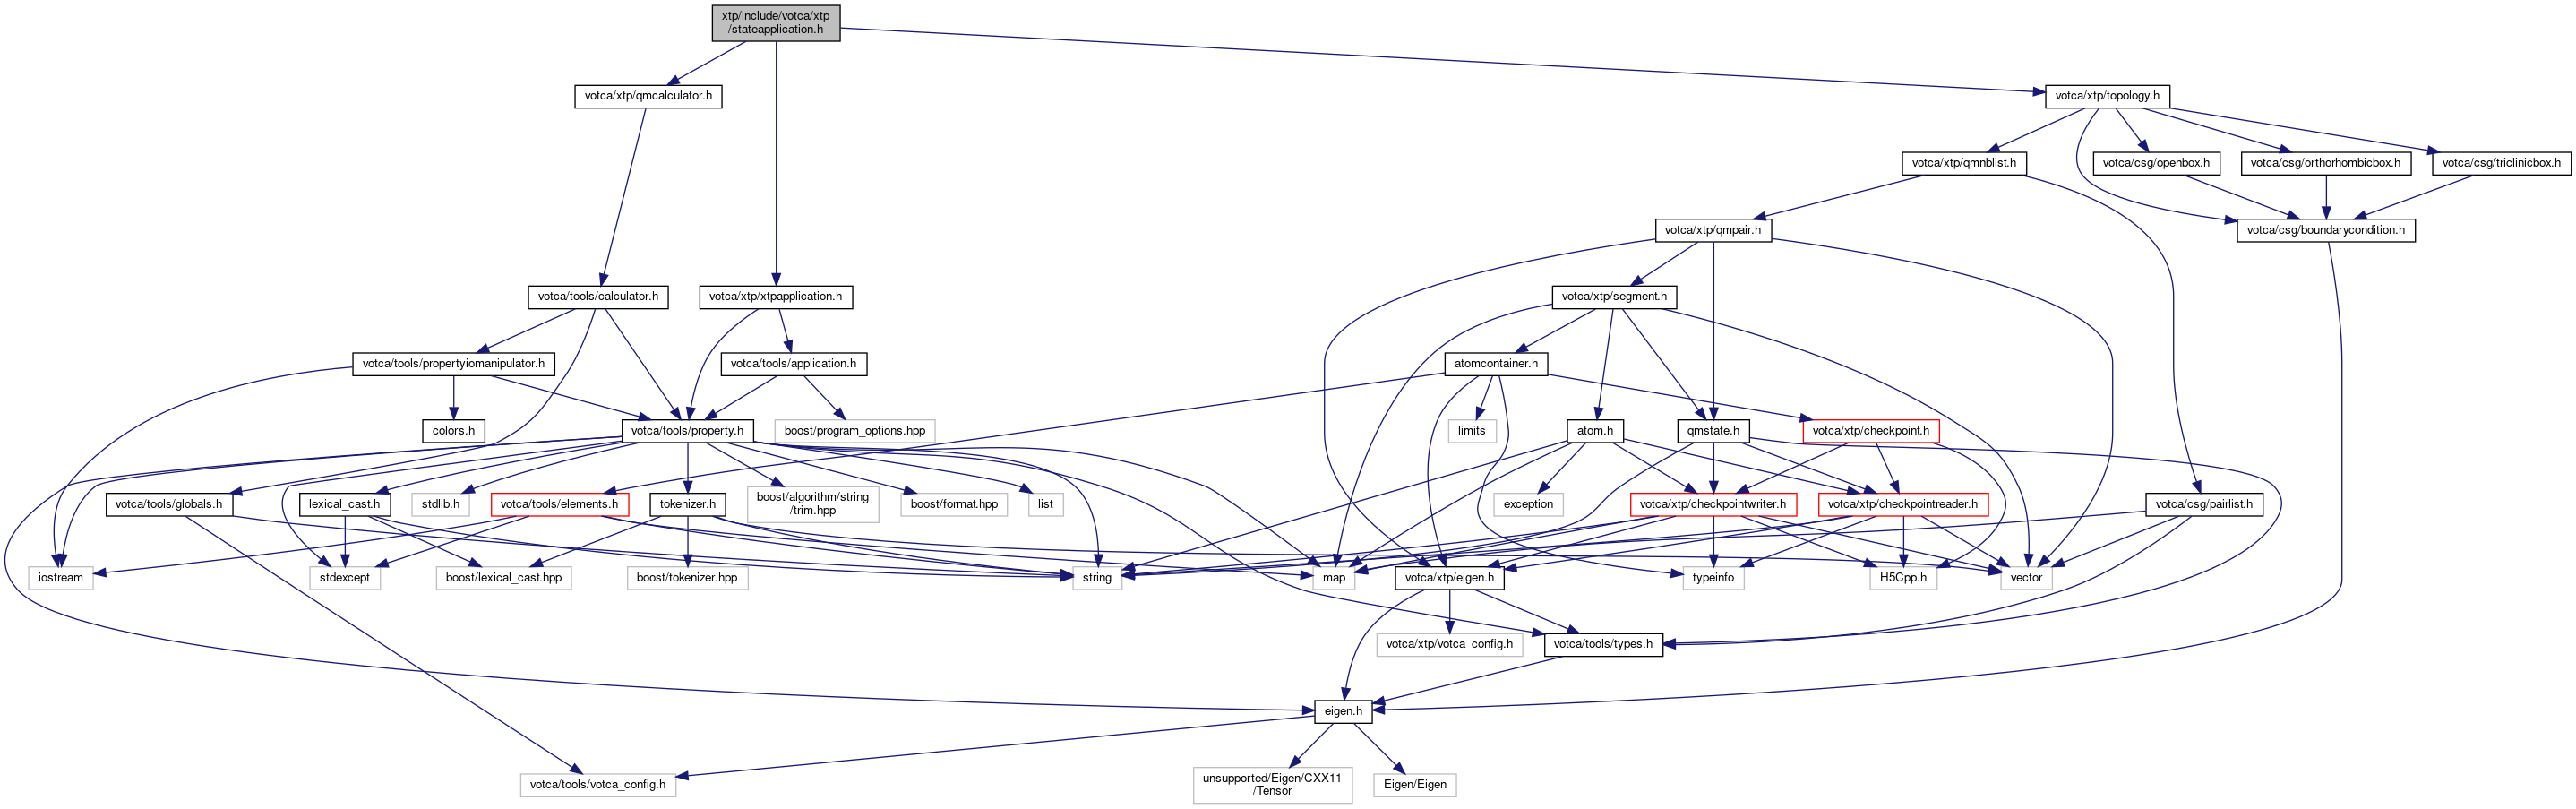 xtp/include/votca/xtp
/stateapplication.h
votca/xtp/qmcalculator.h
votca/xtp/topology.h
votca/xtp/qmnblist.h
votca/csg/openbox.h
votca/csg/orthorhombicbox.h
votca/csg/triclinicbox.h
votca/xtp/qmpair.h
votca/csg/boundarycondition.h
votca/tools/calculator.h
votca/xtp/xtpapplication.h
votca/xtp/segment.h
votca/tools/propertyiomanipulator.h
votca/tools/application.h
atomcontainer.h
colors.h
votca/tools/property.h
boost/program_options.hpp
limits
atom.h
qmstate.h
votca/xtp/checkpoint.h
votca/tools/globals.h
lexical_cast.h
stdlib.h
votca/tools/elements.h
tokenizer.h
boost/algorithm/string
/trim.hpp
boost/format.hpp
list
exception
votca/xtp/checkpointwriter.h
votca/xtp/checkpointreader.h
votca/csg/pairlist.h
iostream
stdexcept
boost/lexical_cast.hpp
boost/tokenizer.hpp
string
map
votca/xtp/eigen.h
typeinfo
H5Cpp.h
vector
votca/xtp/votca_config.h
votca/tools/types.h
eigen.h
votca/tools/votca_config.h
unsupported/Eigen/CXX11
/Tensor
Eigen/Eigen